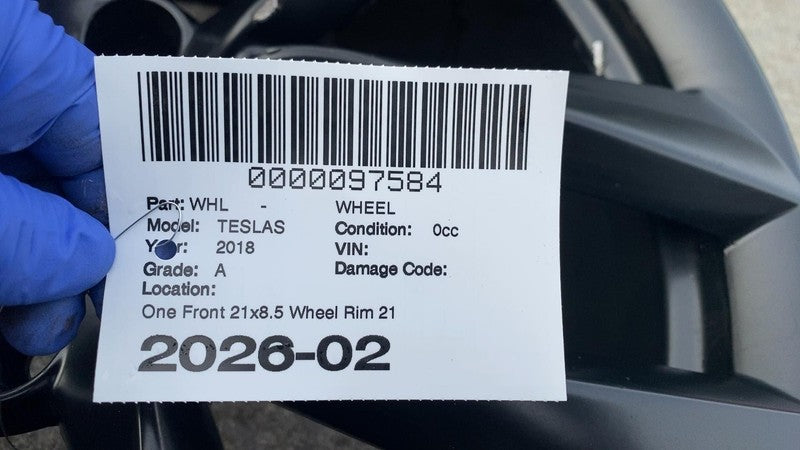 0000097584
Part: WHL - WHEEL
Model: TESLAS Condition: 0cc
Year: 2018 VIN:
Grade: A Damage Code:
Location:
One Front 21x8.5 Wheel Rim 21
2026-02